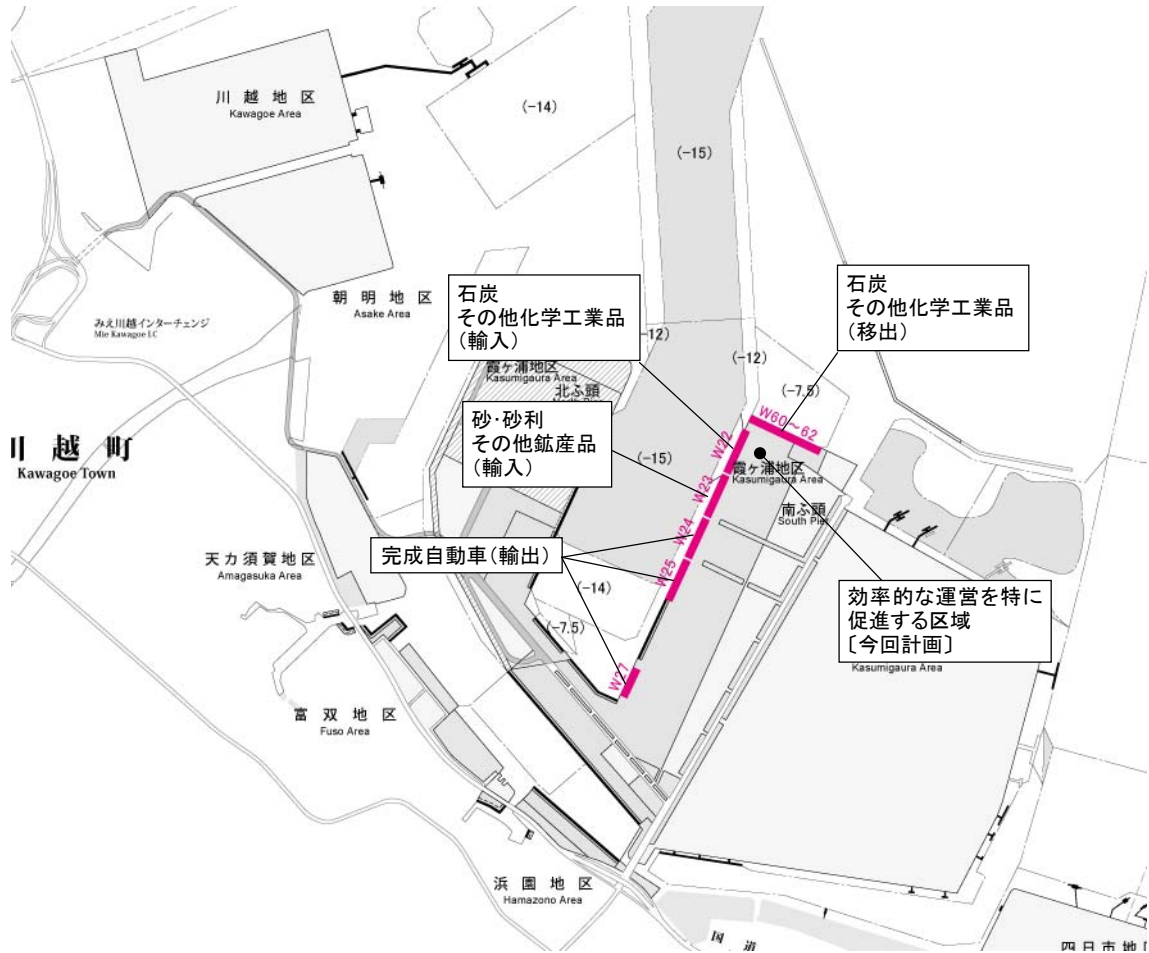 川越地区
Kawagoe Area
(-14)
(-15)
朝明地区
Asake Area
みえ川越インターチェンジ
Mie Kawagoe I.C
石炭
その他化学工業品
(輸入)
石炭
その他化学工業品
(移出)
-12)
(-12)
(-7.5)
霞ヶ浦地区
Kasumigaura Area
北ふ頭
砂・砂利
その他鉱産品
(輸入)
W60～62
W22
W23
W24
W25
W27
(-15)
霞ヶ浦地区
Kasumigaura Area
南ふ頭
South Pier
川越町
Kawagoe Town
完成自動車(輸出)
天力須賀地区
Amagasuka Area
(-14)
(-7.5)
効率的な運営を特に
促進する区域
〔今回計画〕
Kasumigaura Area
富双地区
Fuso Area
浜園地区
Hamazono Area
国道
四日市地